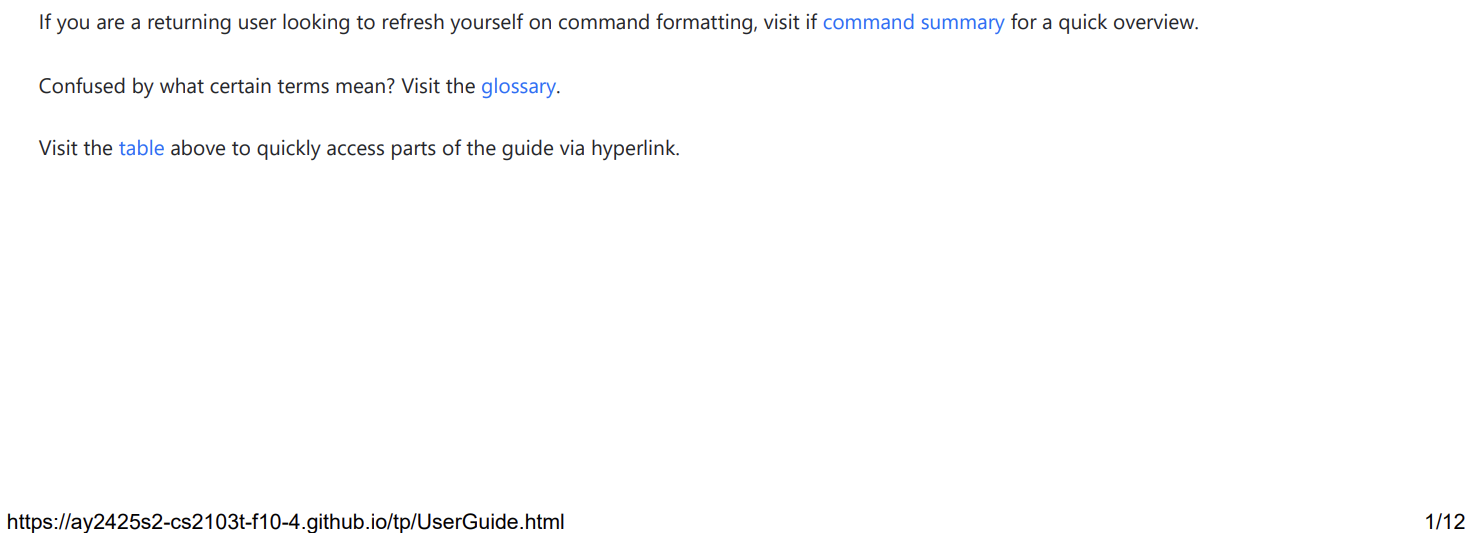 If you are a returning user looking to refresh yourself on command formatting, visit if command summary for a quick overview.
Confused by what certain terms mean? Visit the glossary.
Visit the table above to quickly access parts of the guide via hyperlink.
https://ay2425s2-cs2103t-f10-4.github.io/tp/UserGuide.html 1/12